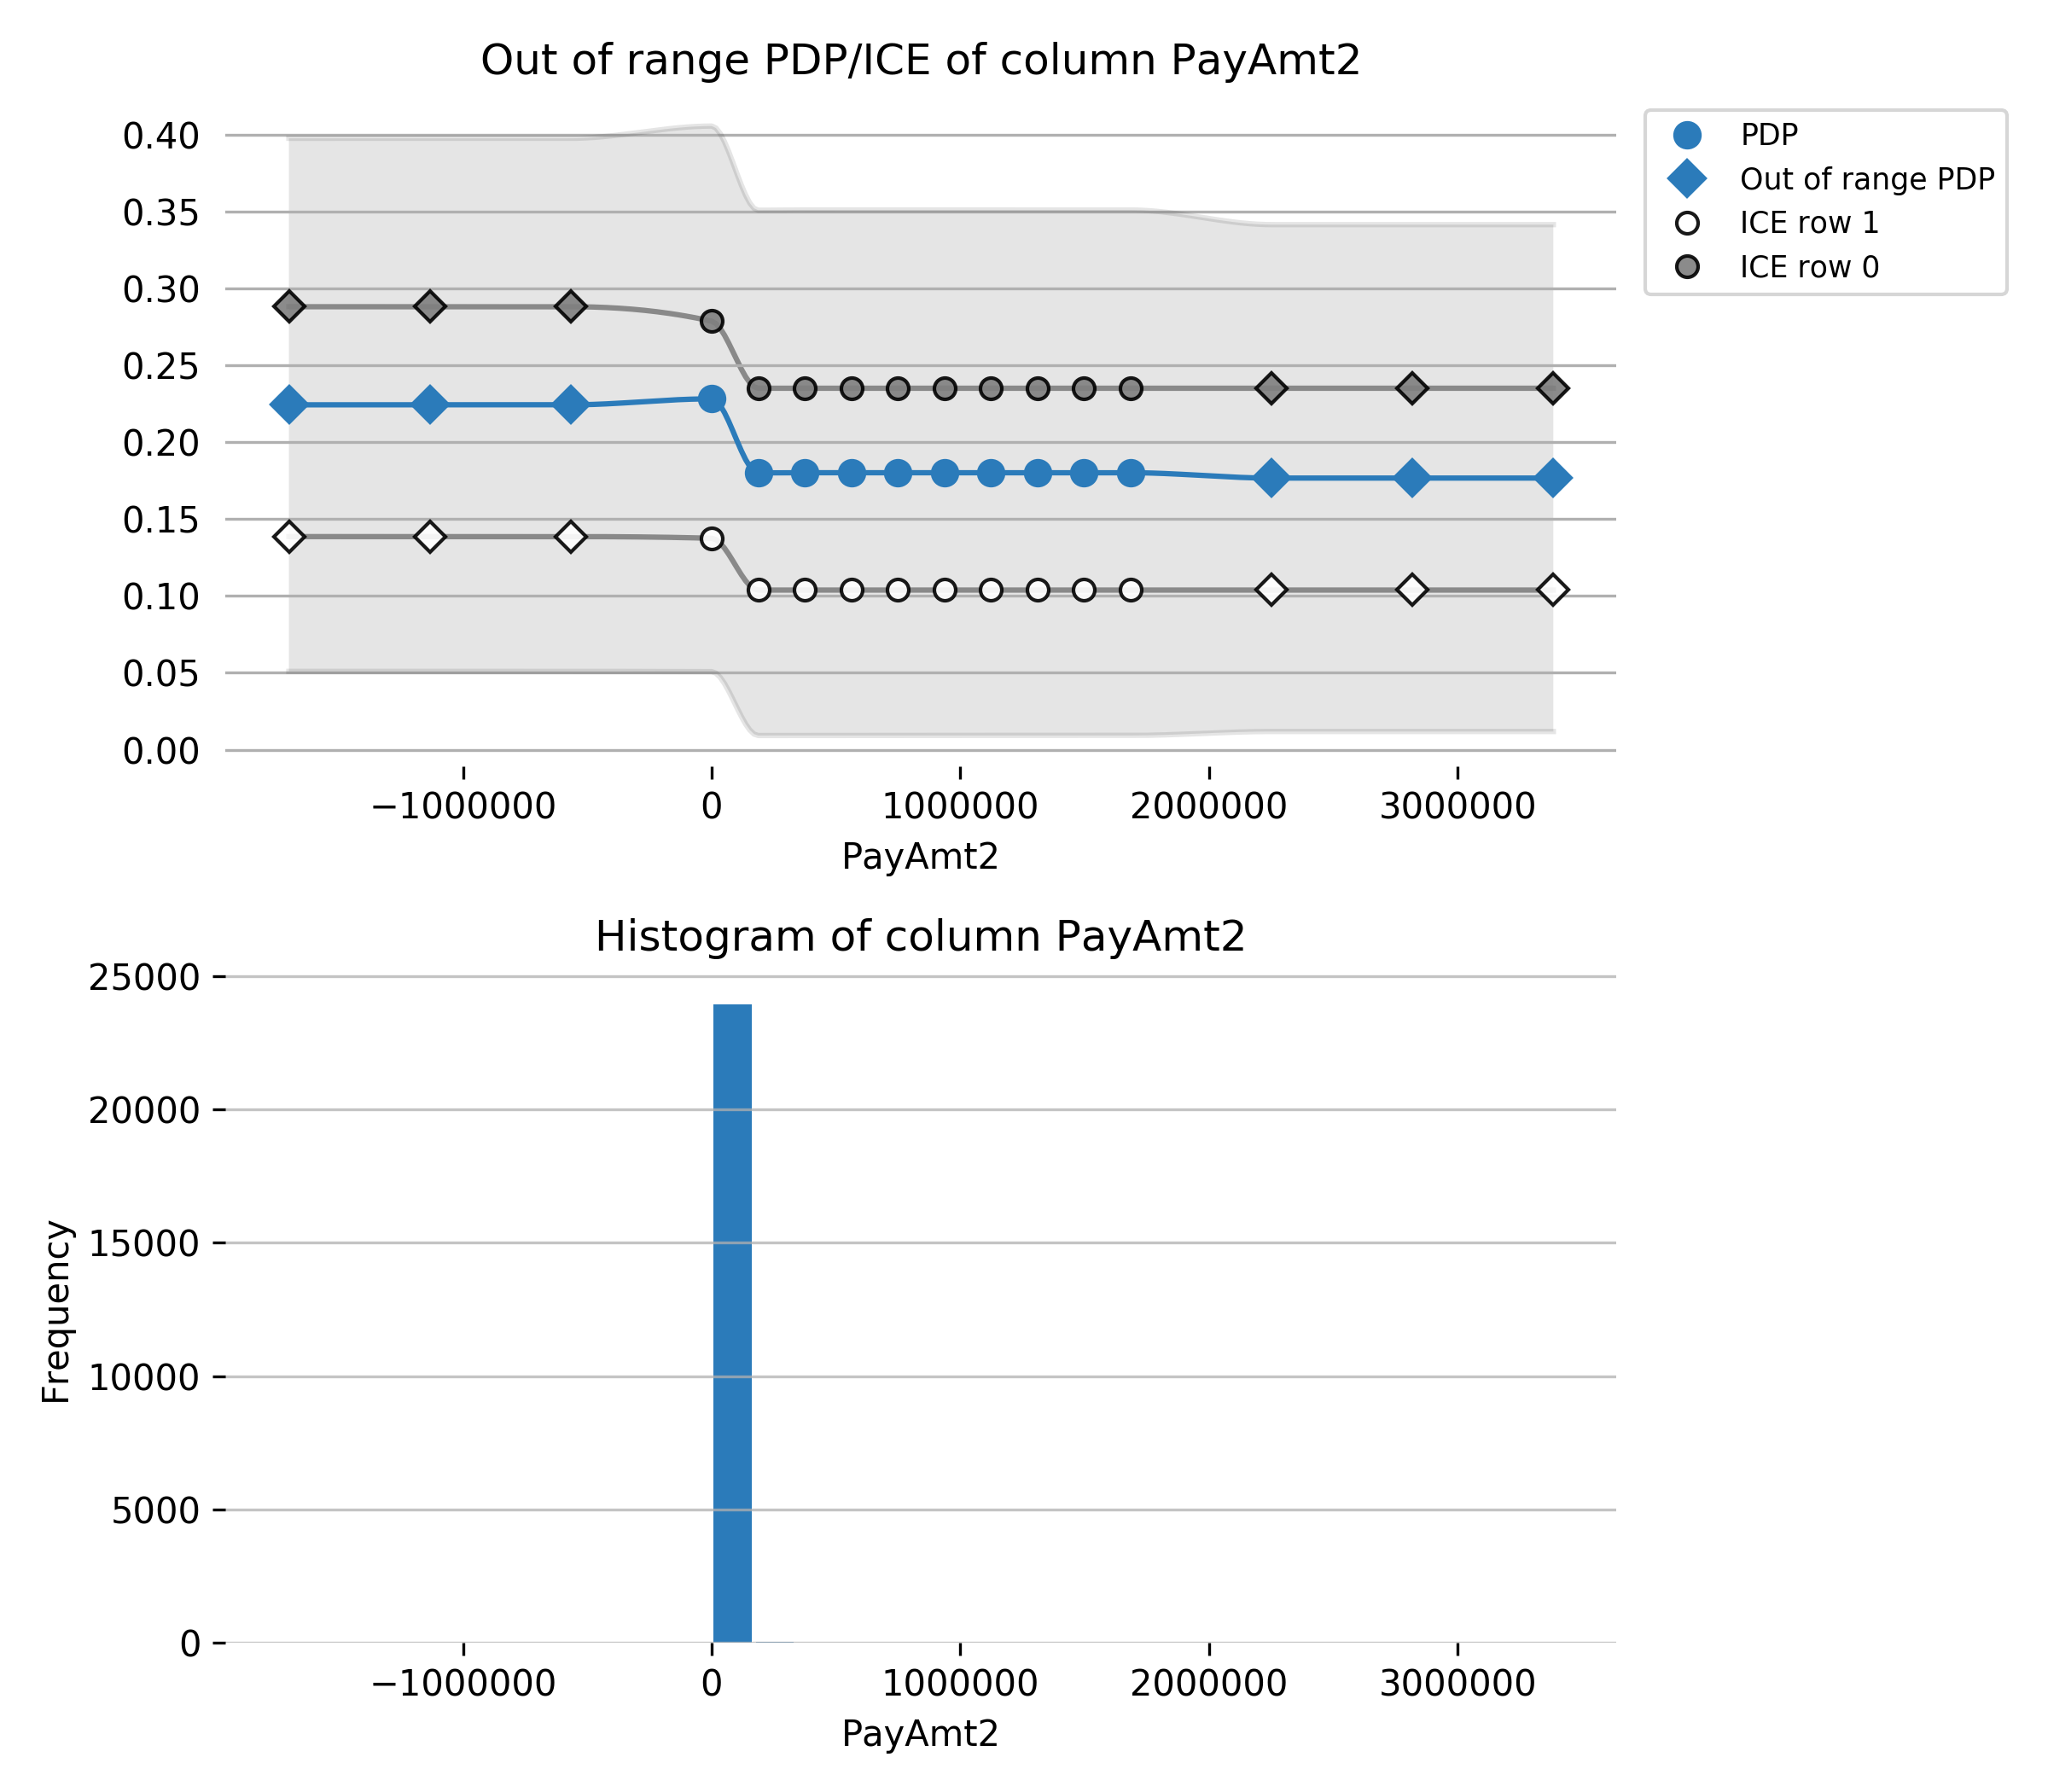 Out of range PDP/ICE of column PayAmt2
0.40
0.35
0.30
0.25
0.20
0.15
0.10
0.05
0.00
−1000000 0 1000000 2000000 3000000
PayAmt2
PDP
Out of range PDP
ICE row 1
ICE row 0
Histogram of column PayAmt2
Frequency
25000
20000
15000
10000
5000
0
−1000000 0 1000000 2000000 3000000
PayAmt2